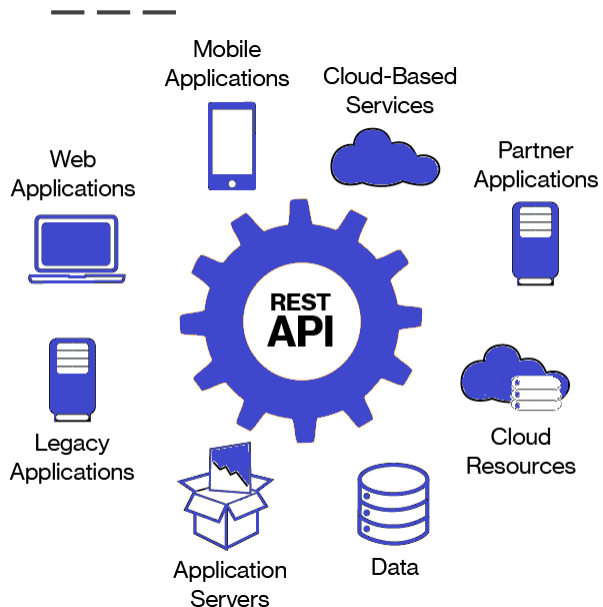 Mobile
Applications
Cloud-Based
Services
Partner
Applications
Web
Applications
REST
API
Legacy
Applications
Cloud
Resources
Application
Servers
Data